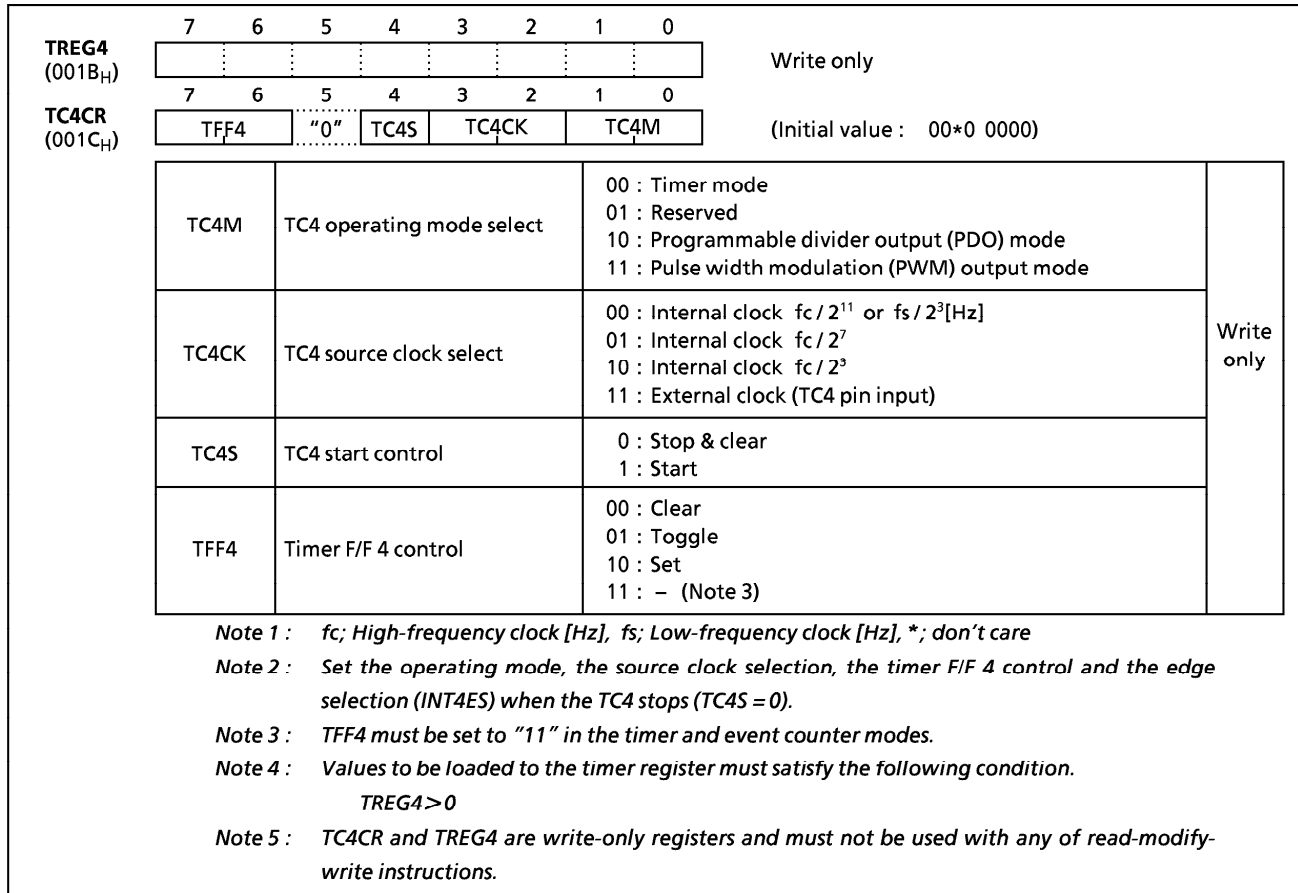 7 6 5 4 3 2 1 0
TREG4
(001B_H) Write only
7 6 5 4 3 2 1 0
TC4CR
(001C_H) TFF4 "0" TC4S TC4CK TC4M (Initial value : 00*0 0000)
TC4M TC4 operating mode select
00 : Timer mode
01 : Reserved
10 : Programmable divider output (PDO) mode
11 : Pulse width modulation (PWM) output mode
TC4CK TC4 source clock select
00 : Internal clock fc / 2¹¹ or fs / 2³[Hz]
01 : Internal clock fc / 2⁷
10 : Internal clock fc / 2³
11 : External clock (TC4 pin input)
TC4S TC4 start control
0 : Stop & clear
1 : Start
TFF4 Timer F/F 4 control
00 : Clear
01 : Toggle
10 : Set
11 : – (Note 3)
Write
only
Note 1 : fc; High-frequency clock [Hz], fs; Low-frequency clock [Hz], *; don't care
Note 2 : Set the operating mode, the source clock selection, the timer F/F 4 control and the edge
selection (INT4ES) when the TC4 stops (TC4S = 0).
Note 3 : TFF4 must be set to "11" in the timer and event counter modes.
Note 4 : Values to be loaded to the timer register must satisfy the following condition.
TREG4>0
Note 5 : TC4CR and TREG4 are write-only registers and must not be used with any of read-modify-
write instructions.